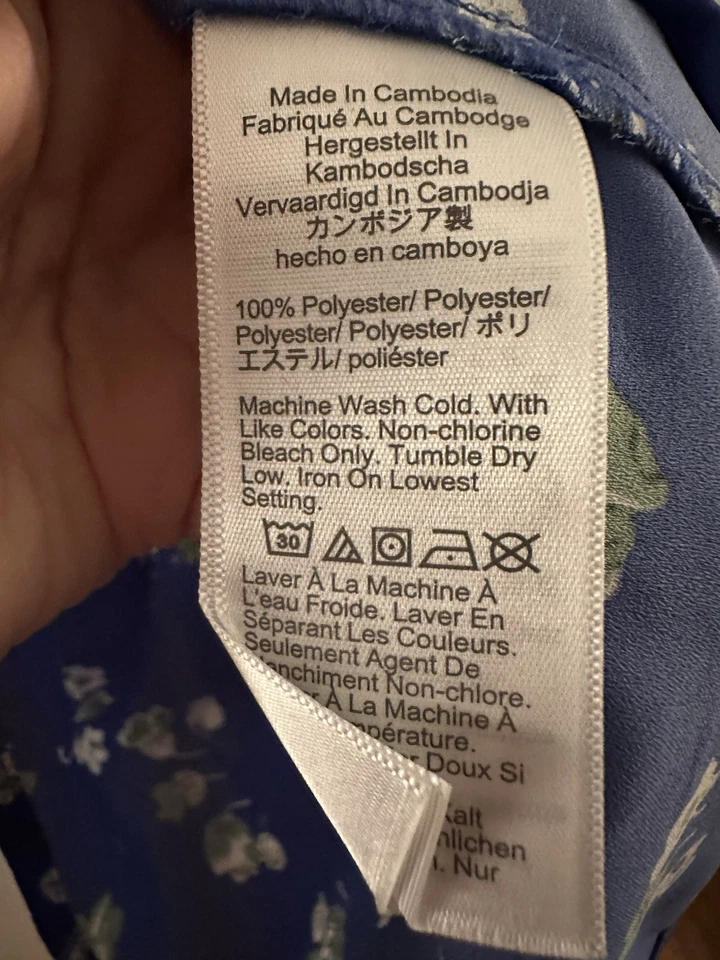 Made In Cambodia
Fabriqué Au Cambodge
Hergestellt In
Kambodscha
Vervaardigd In Cambodja
カンボジア製
hecho en camboya
100% Polyester/ Polyester/
Polyester/ Polyester/ ポリ
エステル/ poliéster
Machine Wash Cold. With
Like Colors. Non-chlorine
Bleach Only. Tumble Dry
Low. Iron On Lowest
Setting.
30
Laver À La Machine À
L'eau Froide. Laver En
Séparant Les Couleurs.
Seulement Agent De
Non-chlore.
À La Machine À
Doux Si
Nur